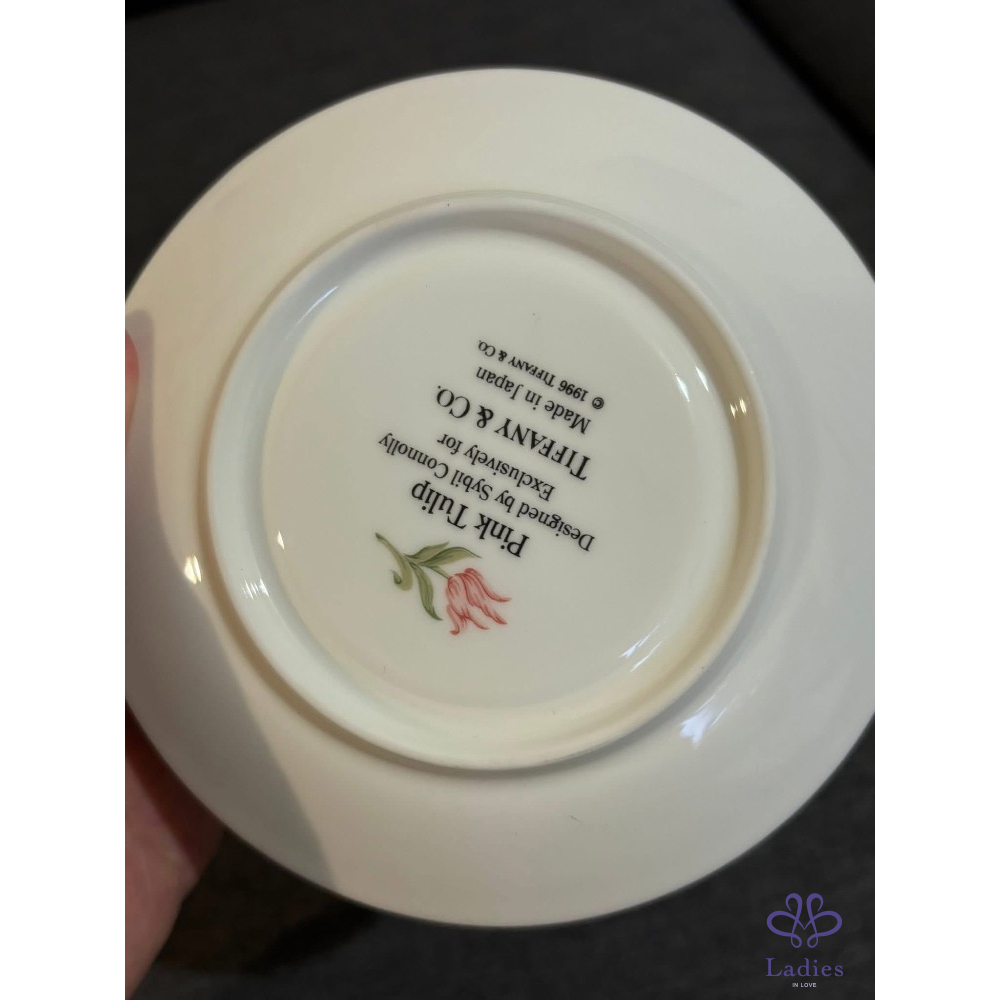 Pink Tulip
Designed by Sybil Connolly
Exclusively for
TIFFANY & CO.
Made in Japan
© 1996 TIFFANY & CO.
Ladies
IN LOVE